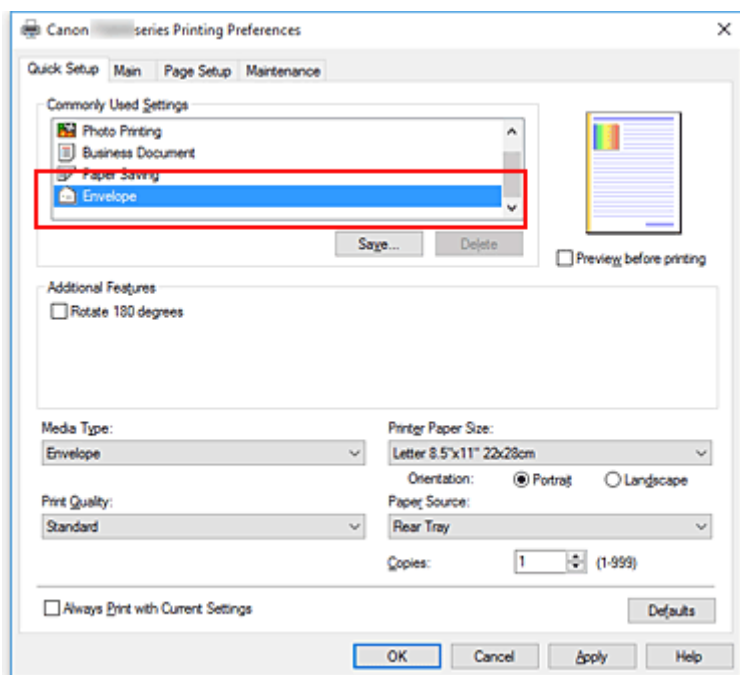 Canon series Printing Preferences
Quick Setup Main Page Setup Maintenance
Commonly Used Settings
Photo Printing
Business Document
Paper Saving
Envelope
Save... Delete
Preview before printing
Additional Features
Rotate 180 degrees
Media Type: Printer Paper Size:
Envelope Letter 8.5"x11" 22x28cm
Orientation: Portrait Landscape
Print Quality: Paper Source:
Standard Rear Tray
Copies: 1 (1-999)
Always Print with Current Settings Defaults
OK Cancel Apply Help